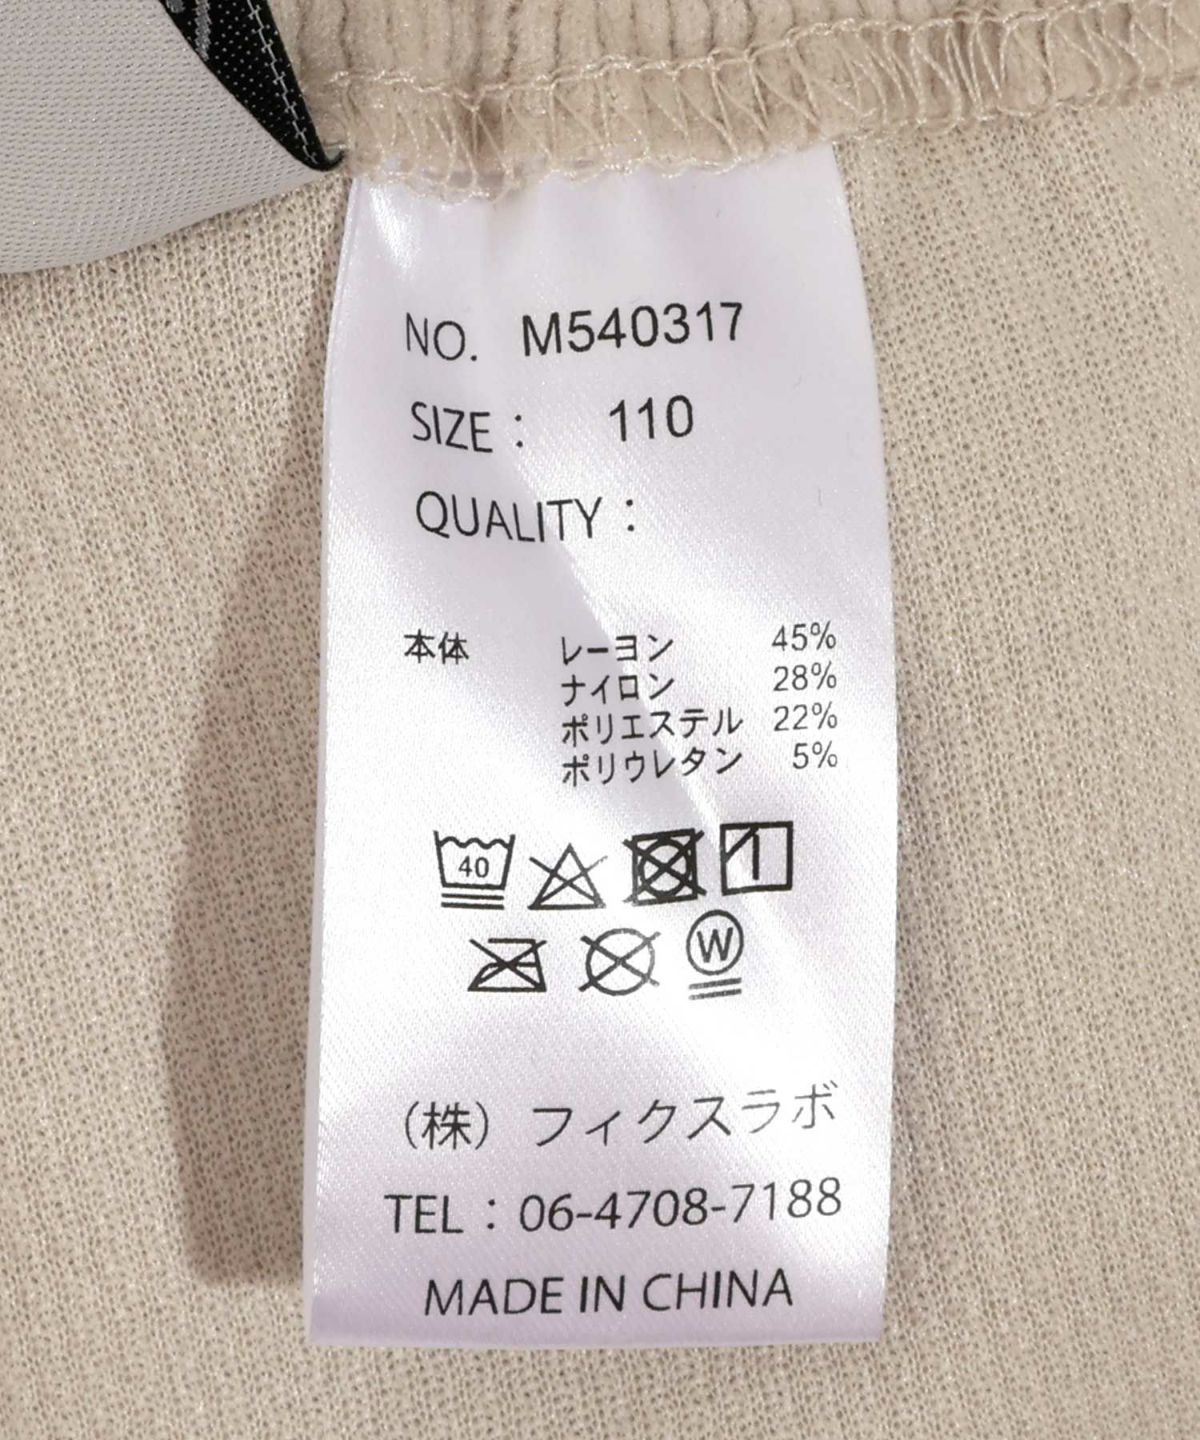 NO. M540317
SIZE : 110
QUALITY :
本体 レーヨン 45%
ナイロン 28%
ポリエステル 22%
ポリウレタン 5%
40
W
(株) フィクスラボ
TEL : 06-4708-7188
MADE IN CHINA